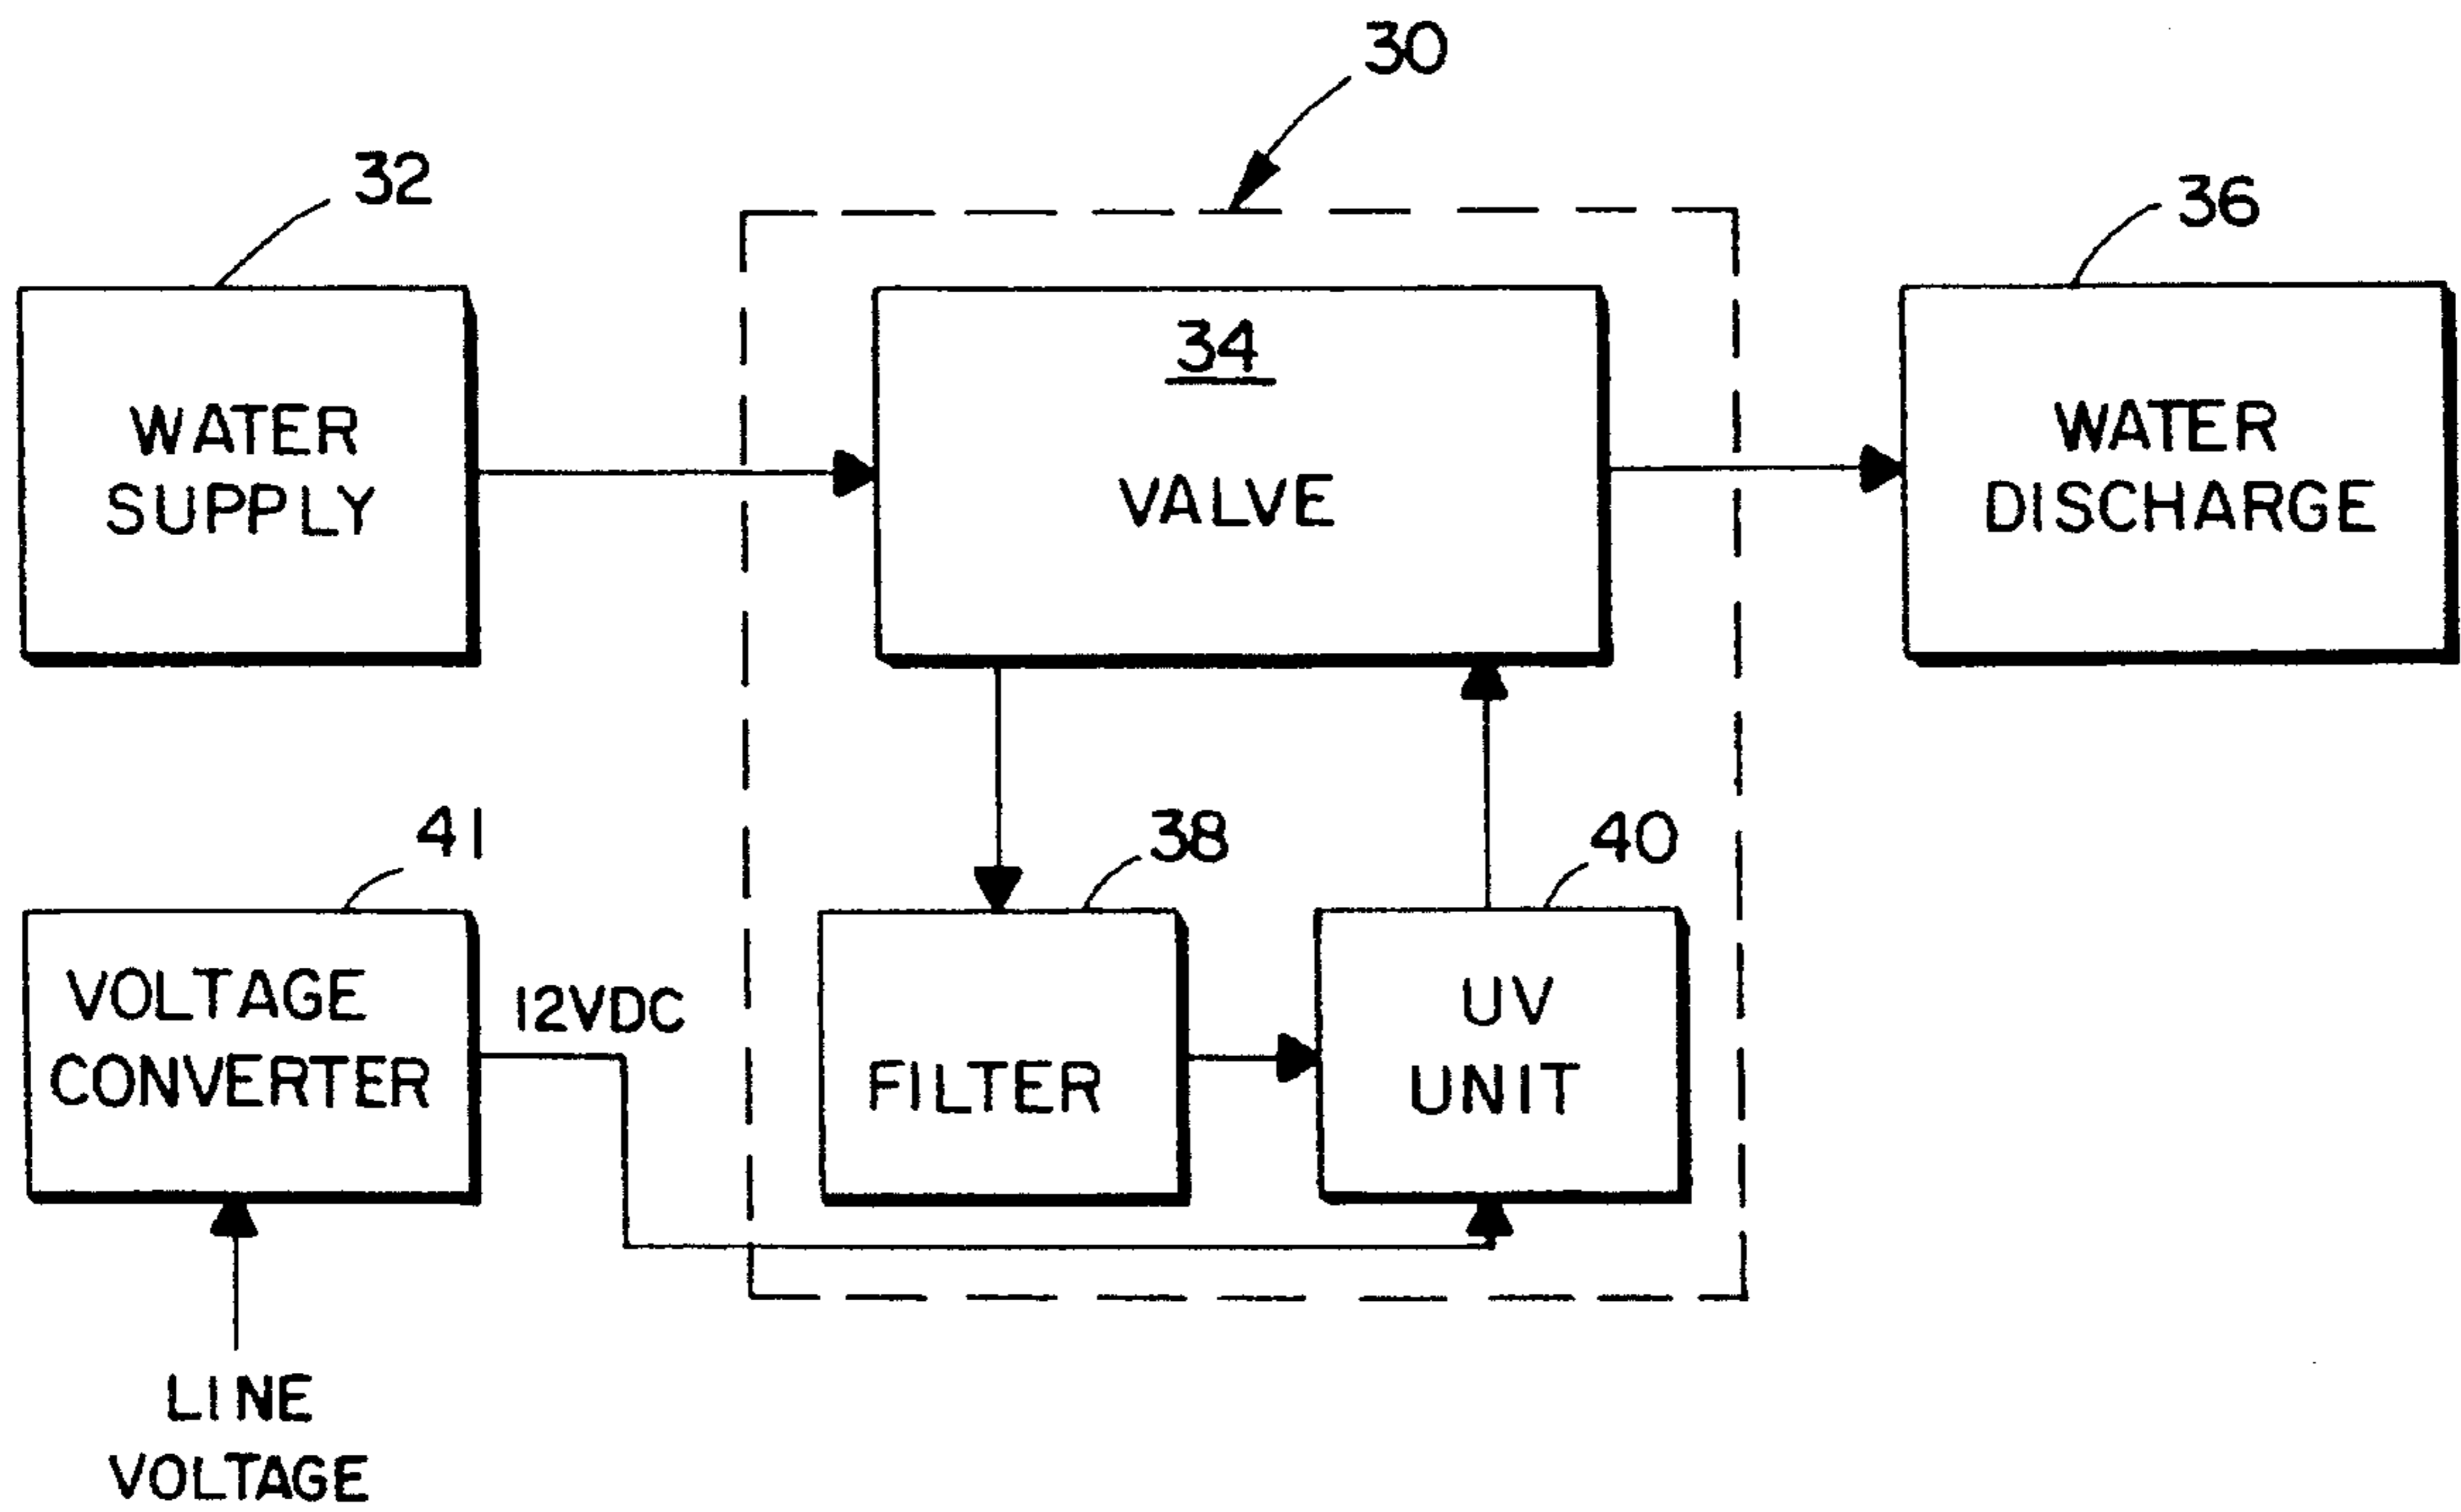 30
32
36
34
WATER
SUPPLY
VALVE
WATER
DISCHARGE
41
38
40
VOLTAGE
CONVERTER
12VDC
FILTER
UV
UNIT
LINE
VOLTAGE